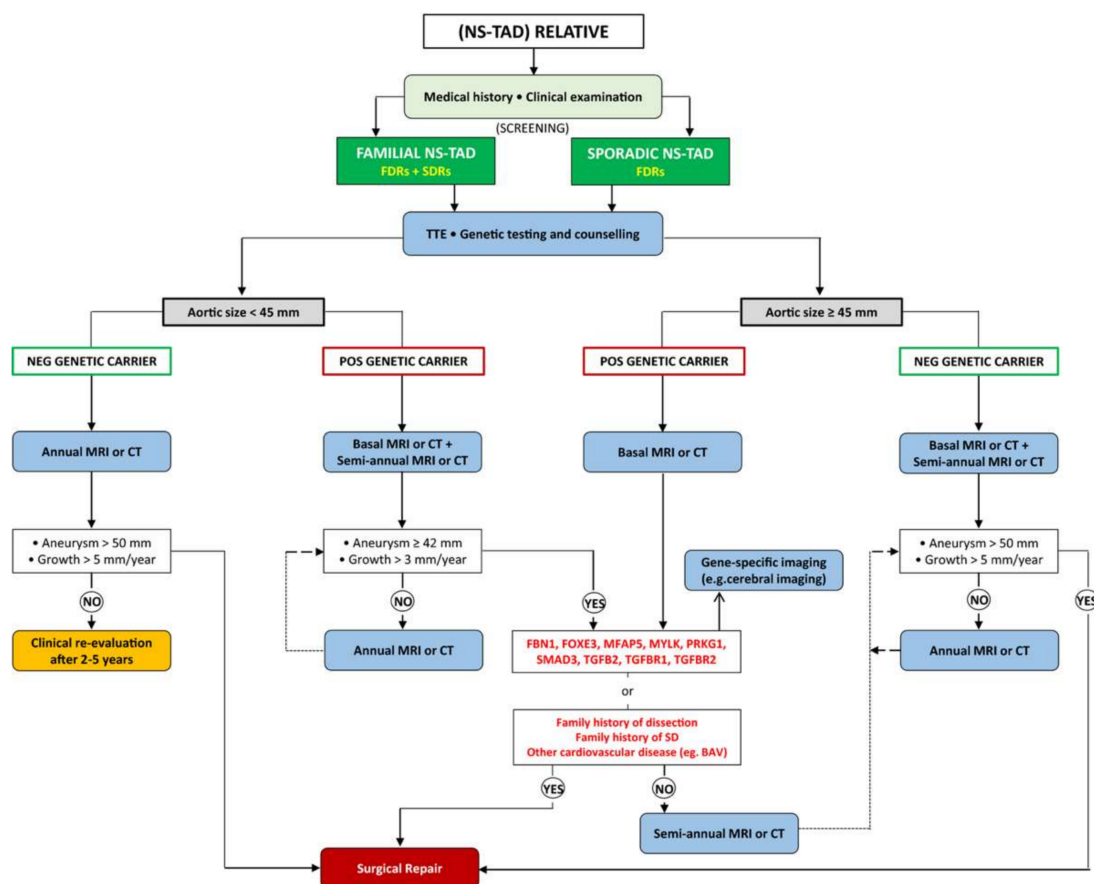 (NS-TAD) RELATIVE
Medical history • Clinical examination
(SCREENING)
FAMILIAL NS-TAD
FDRs + SDRs
SPORADIC NS-TAD
FDRs
TTE • Genetic testing and counselling
Aortic size < 45 mm
Aortic size ≥ 45 mm
NEG GENETIC CARRIER
POS GENETIC CARRIER
POS GENETIC CARRIER
NEG GENETIC CARRIER
Annual MRI or CT
Basal MRI or CT +
Semi-annual MRI or CT
Basal MRI or CT
Basal MRI or CT +
Semi-annual MRI or CT
• Aneurysm > 50 mm
• Growth > 5 mm/year
• Aneurysm ≥ 42 mm
• Growth > 3 mm/year
Gene-specific imaging
(e.g.cerebral imaging)
• Aneurysm > 50 mm
• Growth > 5 mm/year
NO
NO
YES
NO
YES
Clinical re-evaluation
after 2-5 years
Annual MRI or CT
FBN1, FOXE3, MFAP5, MYLK, PRKG1,
SMAD3, TGFB2, TGFBR1, TGFBR2
Annual MRI or CT
or
Family history of dissection
Family history of SD
Other cardiovascular disease (eg. BAV)
YES
NO
Semi-annual MRI or CT
Surgical Repair